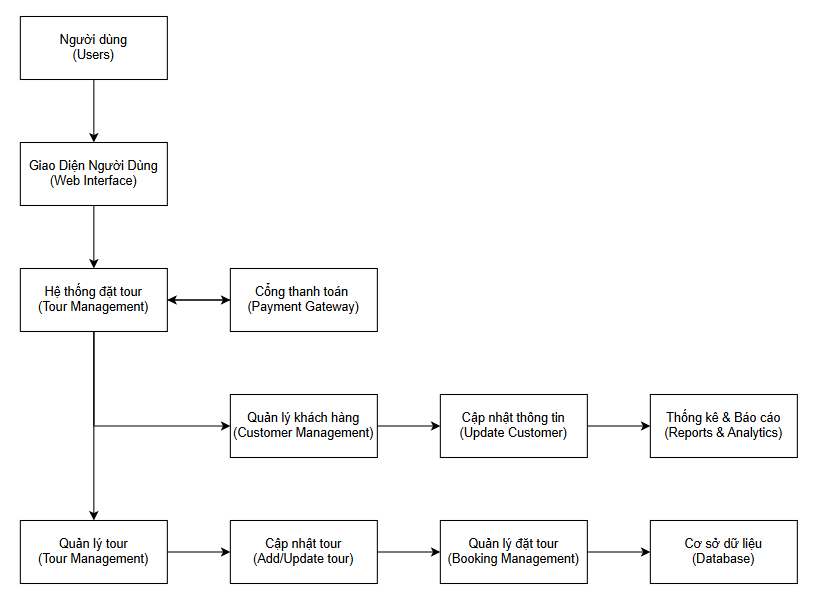 Người dùng
(Users)
Giao Diện Người Dùng
(Web Interface)
Hệ thống đặt tour
(Tour Management)
Cổng thanh toán
(Payment Gateway)
Quản lý khách hàng
(Customer Management)
Cập nhật thông tin
(Update Customer)
Thống kê & Báo cáo
(Reports & Analytics)
Quản lý tour
(Tour Management)
Cập nhật tour
(Add/Update tour)
Quản lý đặt tour
(Booking Management)
Cơ sở dữ liệu
(Database)